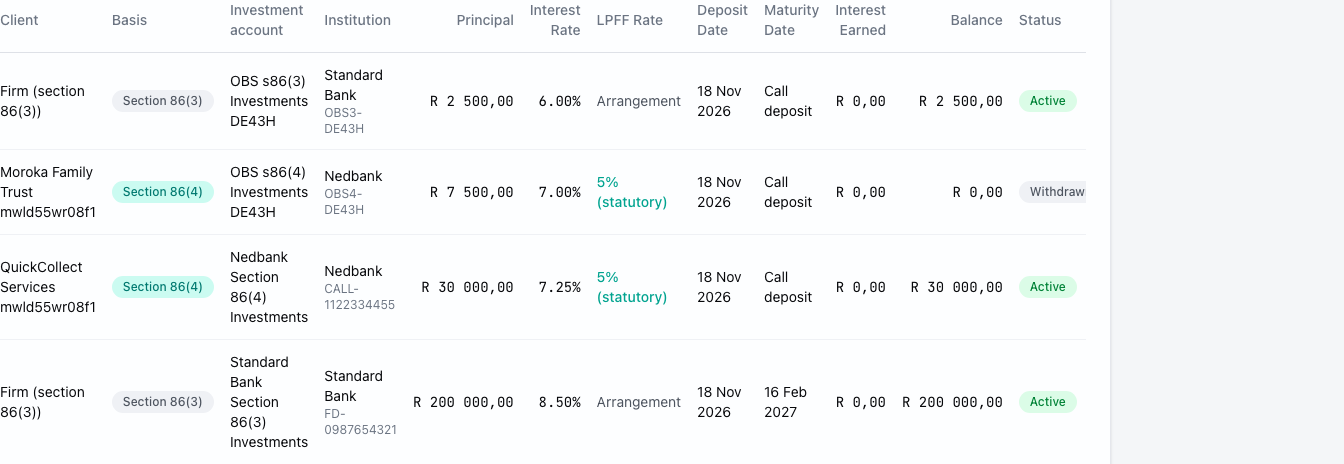 Client Basis Investment account Institution Principal Interest Rate LPFF Rate Deposit Date Maturity Date Interest Earned Balance Status
Firm (section 86(3)) Section 86(3) OBS s86(3) Investments DE43H Standard Bank OBS3-DE43H R 2 500,00 6.00% Arrangement 18 Nov 2026 Call deposit R 0,00 R 2 500,00 Active
Moroka Family Trust mwld55wr08f1 Section 86(4) OBS s86(4) Investments DE43H Nedbank OBS4-DE43H R 7 500,00 7.00% 5% (statutory) 18 Nov 2026 Call deposit R 0,00 R 0,00 Withdraw
QuickCollect Services mwld55wr08f1 Section 86(4) Nedbank Section 86(4) Investments Nedbank CALL-1122334455 R 30 000,00 7.25% 5% (statutory) 18 Nov 2026 Call deposit R 0,00 R 30 000,00 Active
Firm (section 86(3)) Section 86(3) Standard Bank Section 86(3) Investments Standard Bank FD-0987654321 R 200 000,00 8.50% Arrangement 18 Nov 2026 16 Feb 2027 R 0,00 R 200 000,00 Active